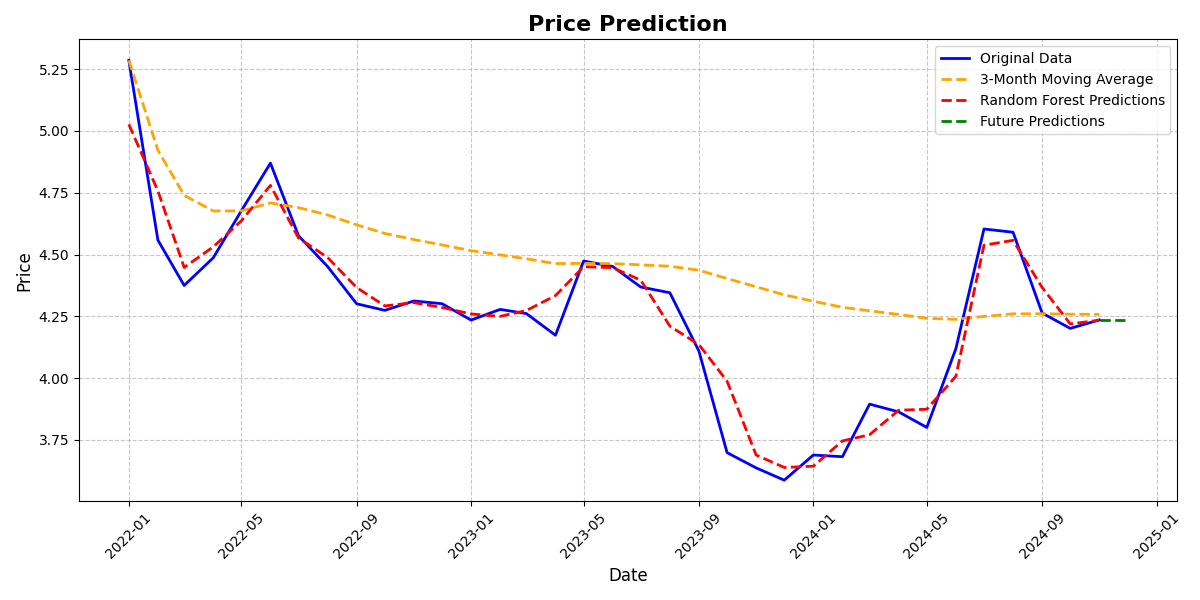 Price Prediction
Original Data
3-Month Moving Average
Random Forest Predictions
Future Predictions
Price
5.25
5.00
4.75
4.50
4.25
4.00
3.75
2022-01
2022-05
2022-09
2023-01
2023-05
2023-09
2024-01
2024-05
2024-09
2025-01
Date